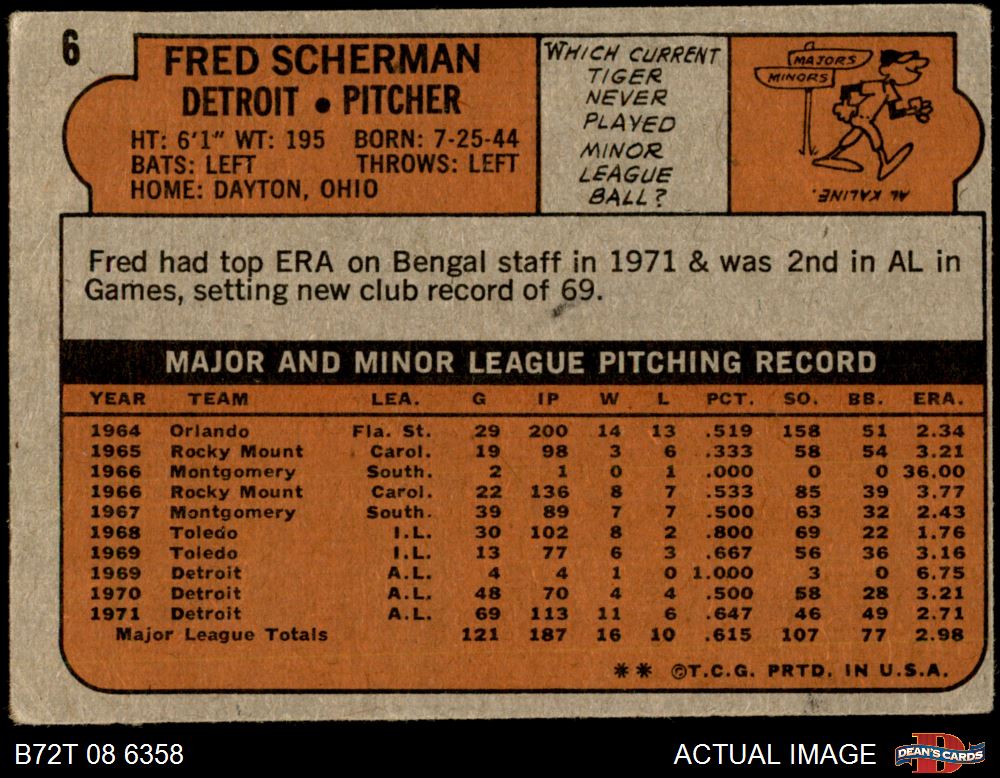 6
FRED SCHERMAN
DETROIT • PITCHER
HT: 6'1" WT: 195 BORN: 7-25-44
BATS: LEFT THROWS: LEFT
HOME: DAYTON, OHIO
WHICH CURRENT
TIGER
NEVER
PLAYED
MINOR
LEAGUE
BALL?
MAJORS
MINORS
AL KALINE.
Fred had top ERA on Bengal staff in 1971 & was 2nd in AL in
Games, setting new club record of 69.
MAJOR AND MINOR LEAGUE PITCHING RECORD
YEAR TEAM LEA. G IP W L PCT. SO. BB. ERA.
1964 Orlando Fla. St. 29 200 14 13 .519 158 51 2.34
1965 Rocky Mount Carol. 19 98 3 6 .333 58 54 3.21
1966 Montgomery South. 2 1 0 1 .000 0 0 36.00
1966 Rocky Mount Carol. 22 136 8 7 .533 85 39 3.77
1967 Montgomery South. 39 89 7 7 .500 63 32 2.43
1968 Toledo I.L. 30 102 8 2 .800 69 22 1.76
1969 Toledo I.L. 13 77 6 3 .667 56 36 3.16
1969 Detroit A.L. 4 4 1 0 1.000 3 0 6.75
1970 Detroit A.L. 48 70 4 4 .500 58 28 3.21
1971 Detroit A.L. 69 113 11 6 .647 46 49 2.71
Major League Totals 121 187 16 10 .615 107 77 2.98
** ©T.C.G. PRTD. IN U.S.A.
B72T 08 6358
ACTUAL IMAGE
D
DEAN'S CARDS